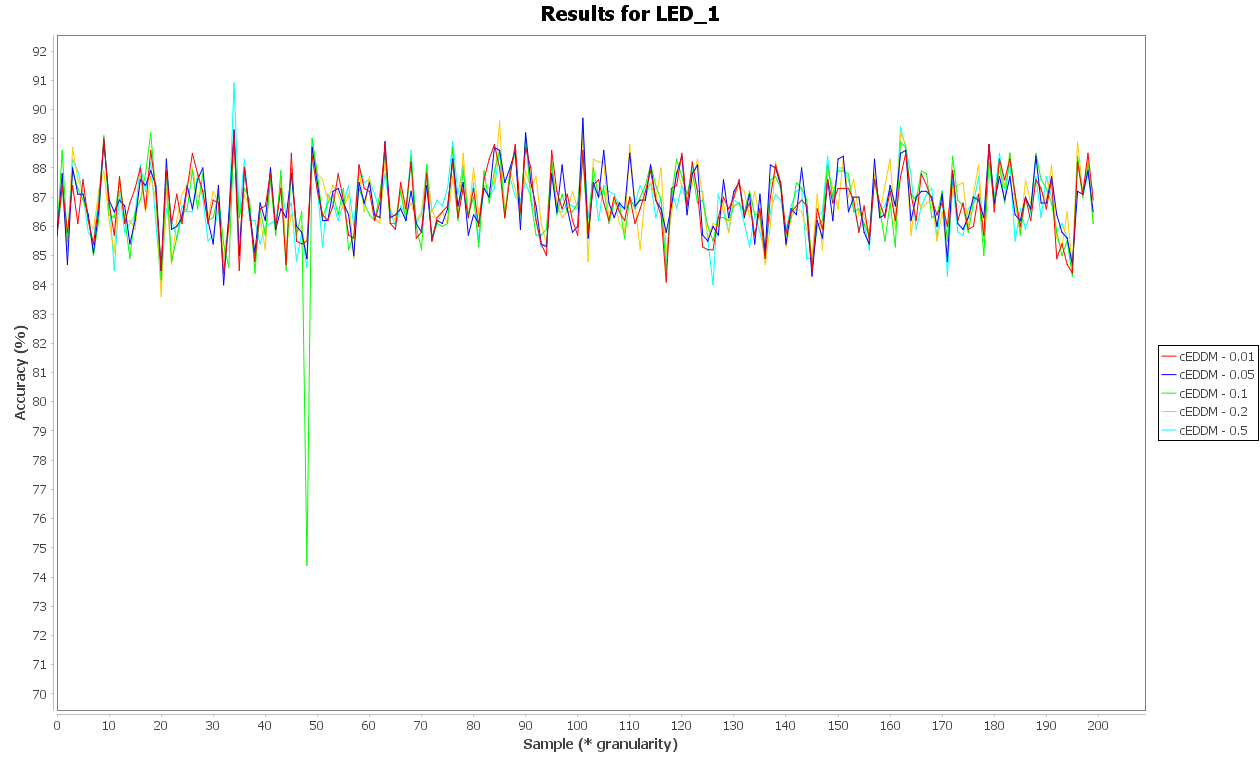 Results for LED_1
Accuracy (%)
92
91
90
89
88
87
86
85
84
83
82
81
80
79
78
77
76
75
74
73
72
71
70
0 10 20 30 40 50 60 70 80 90 100 110 120 130 140 150 160 170 180 190 200
Sample (* granularity)
cEDDM - 0.01
cEDDM - 0.05
cEDDM - 0.1
cEDDM - 0.2
cEDDM - 0.5